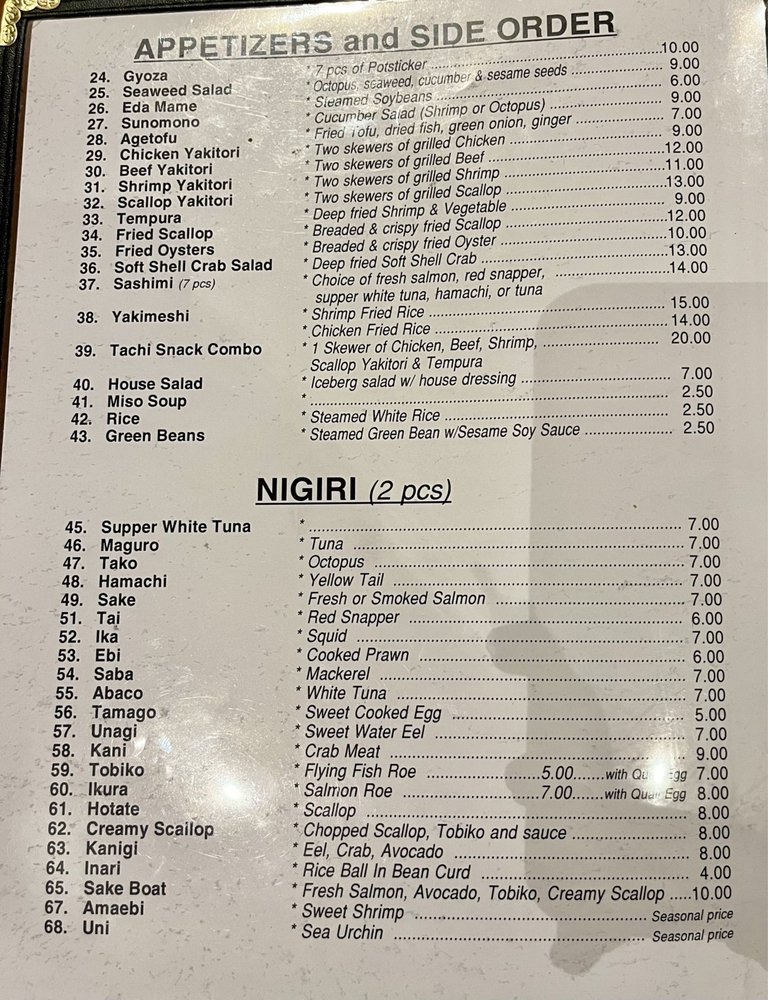 APPETIZERS and SIDE ORDER
24. Gyoza * 7 pcs of Potsticker 10.00
25. Seaweed Salad * Octopus, seaweed, cucumber & sesame seeds 9.00
26. Eda Mame * Steamed Soybeans 6.00
27. Sunomono * Cucumber Salad (Shrimp or Octopus) 9.00
28. Agetofu * Fried Tofu, dried fish, green onion, ginger 7.00
29. Chicken Yakitori * Two skewers of grilled Chicken 9.00
30. Beef Yakitori * Two skewers of grilled Beef 12.00
31. Shrimp Yakitori * Two skewers of grilled Shrimp 11.00
32. Scallop Yakitori * Two skewers of grilled Scallop 13.00
33. Tempura * Deep fried Shrimp & Vegetable 9.00
34. Fried Scallop * Breaded & crispy fried Scallop 12.00
35. Fried Oysters * Breaded & crispy fried Oyster 10.00
36. Soft Shell Crab Salad * Deep fried Soft Shell Crab 13.00
37. Sashimi (7 pcs) * Choice of fresh salmon, red snapper, 14.00
supper white tuna, hamachi, or tuna
38. Yakimeshi * Shrimp Fried Rice 15.00
* Chicken Fried Rice 14.00
39. Tachi Snack Combo * 1 Skewer of Chicken, Beef, Shrimp, 20.00
Scallop Yakitori & Tempura
40. House Salad * Iceberg salad w/ house dressing 7.00
41. Miso Soup * 2.50
42. Rice * Steamed White Rice 2.50
43. Green Beans * Steamed Green Bean w/Sesame Soy Sauce 2.50
NIGIRI (2 pcs)
45. Supper White Tuna * 7.00
46. Maguro * Tuna 7.00
47. Tako * Octopus 7.00
48. Hamachi * Yellow Tail 7.00
49. Sake * Fresh or Smoked Salmon 7.00
51. Tai * Red Snapper 6.00
52. Ika * Squid 7.00
53. Ebi * Cooked Prawn 6.00
54. Saba * Mackerel 7.00
55. Abaco * White Tuna 7.00
56. Tamago * Sweet Cooked Egg 5.00
57. Unagi * Sweet Water Eel 7.00
58. Kani * Crab Meat 9.00
59. Tobiko * Flying Fish Roe 5.00 with Egg 7.00
60. Ikura * Salmon Roe 7.00 with Quail Egg 8.00
61. Hotate * Scallop 8.00
62. Creamy Scallop * Chopped Scallop, Tobiko and sauce 8.00
63. Kanigi * Eel, Crab, Avocado 8.00
64. Inari * Rice Ball In Bean Curd 4.00
65. Sake Boat * Fresh Salmon, Avocado, Tobiko, Creamy Scallop 10.00
67. Amaebi * Sweet Shrimp Seasonal price
68. Uni * Sea Urchin Seasonal price